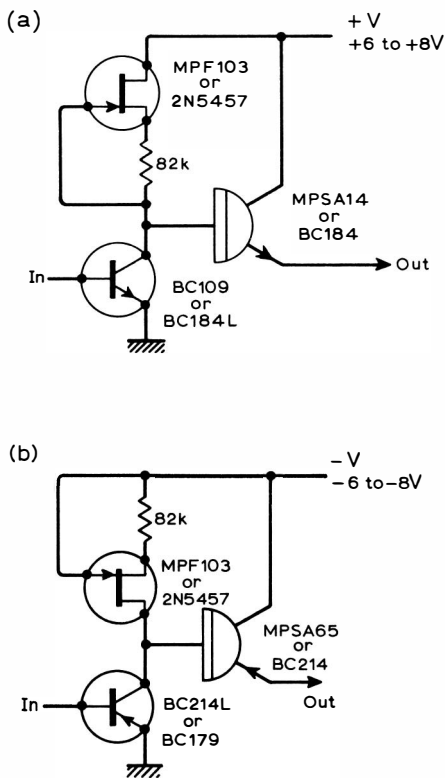 (a)
+V
+6 to +8V
MPF103
or
2N5457
82k
MPSA14
or
BC184
In
Out
BC109
or
BC184L
(b)
−V
−6 to−8V
82k
MPF103
or
2N5457
MPSA65
or
BC214
In
Out
BC214L
or
BC179